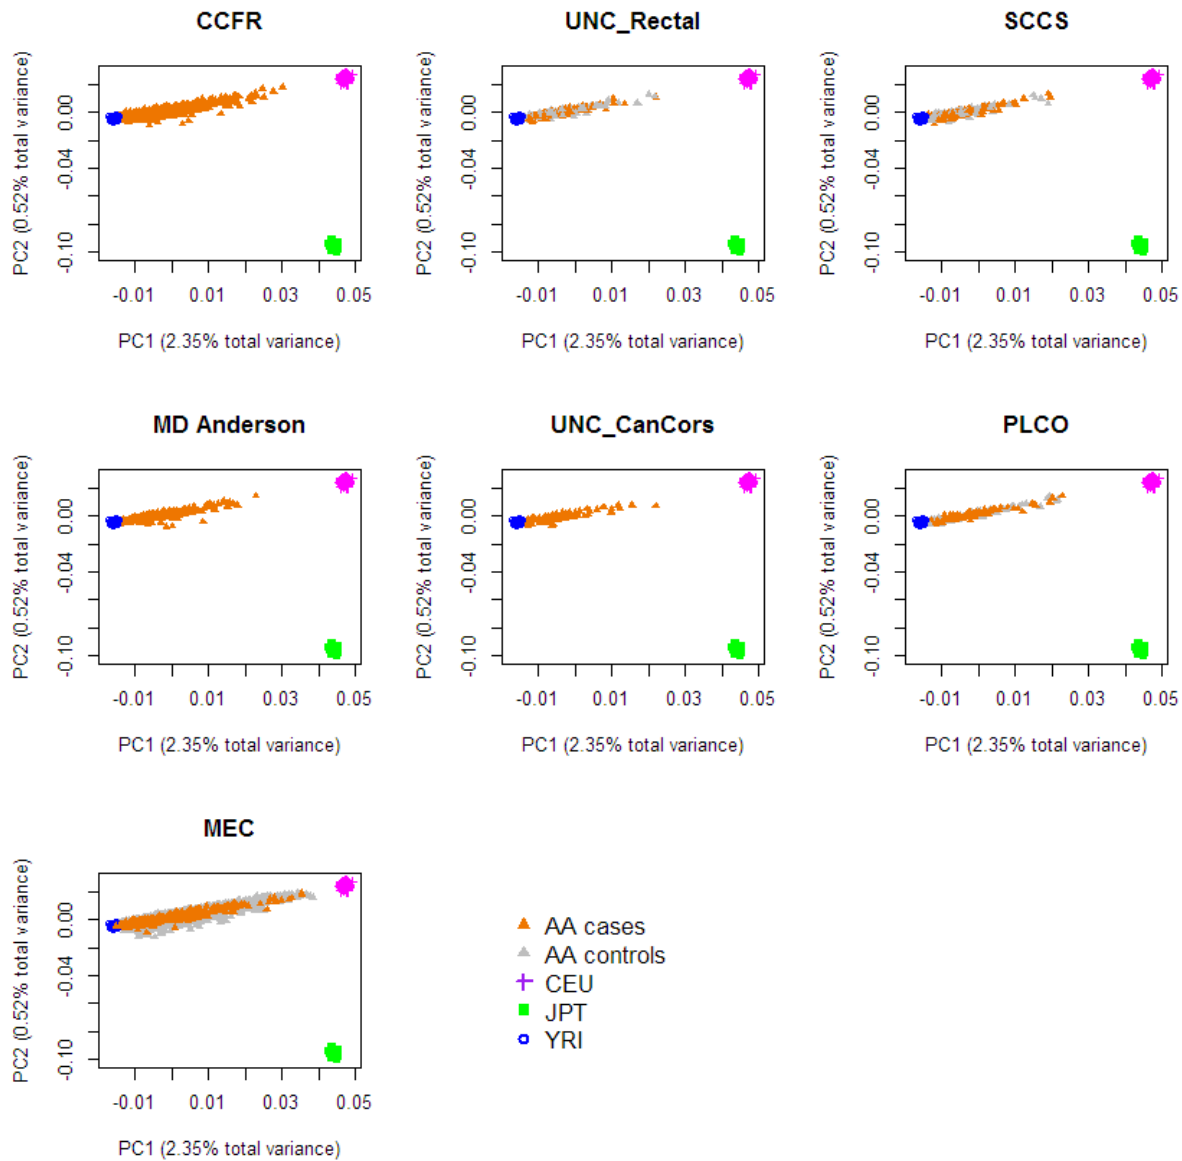 CCFR
UNC_Rectal
SCCS
PC2 (0.52% total variance)
0.00
-0.04
-0.10
-0.01 0.01 0.03 0.05
PC1 (2.35% total variance)
PC2 (0.52% total variance)
0.00
-0.04
-0.10
-0.01 0.01 0.03 0.05
PC1 (2.35% total variance)
PC2 (0.52% total variance)
0.00
-0.04
-0.10
-0.01 0.01 0.03 0.05
PC1 (2.35% total variance)
MD Anderson
UNC_CanCors
PLCO
PC2 (0.52% total variance)
0.00
-0.04
-0.10
-0.01 0.01 0.03 0.05
PC1 (2.35% total variance)
PC2 (0.52% total variance)
0.00
-0.04
-0.10
-0.01 0.01 0.03 0.05
PC1 (2.35% total variance)
PC2 (0.52% total variance)
0.00
-0.04
-0.10
-0.01 0.01 0.03 0.05
PC1 (2.35% total variance)
MEC
PC2 (0.52% total variance)
0.00
-0.04
-0.10
-0.01 0.01 0.03 0.05
PC1 (2.35% total variance)
AA cases
AA controls
CEU
JPT
YRI